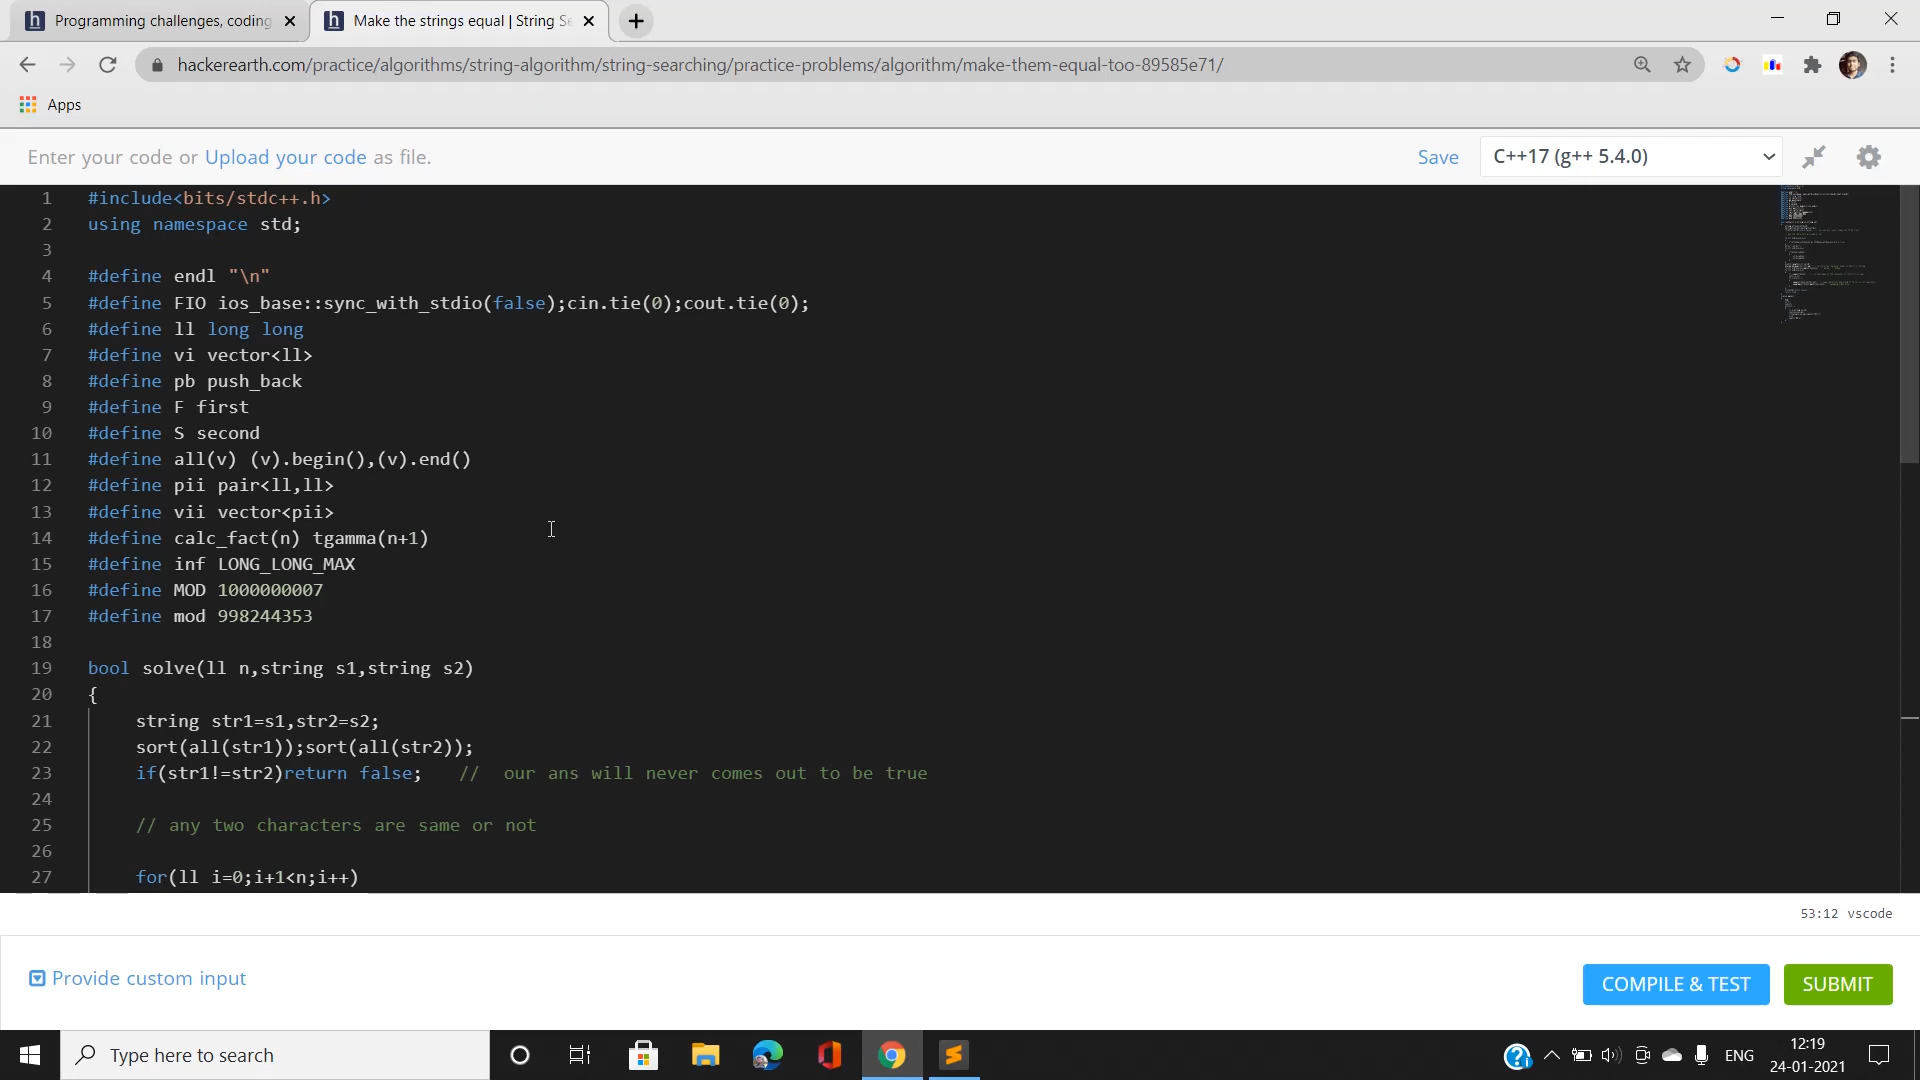 Programming challenges, coding
Make the strings equal | String Se
hackerearth.com/practice/algorithms/string-algorithm/string-searching/practice-problems/algorithm/make-them-equal-too-89585e71/
Apps
Enter your code or Upload your code as file.
Save
C++17 (g++ 5.4.0)
1 #include<bits/stdc++.h>
2 using namespace std;
3
4 #define endl "\n"
5 #define FIO ios_base::sync_with_stdio(false);cin.tie(0);cout.tie(0);
6 #define ll long long
7 #define vi vector<ll>
8 #define pb push_back
9 #define F first
10 #define S second
11 #define all(v) (v).begin(),(v).end()
12 #define pii pair<ll,ll>
13 #define vii vector<pii>
14 #define calc_fact(n) tgamma(n+1)
15 #define inf LONG_LONG_MAX
16 #define MOD 1000000007
17 #define mod 998244353
18
19 bool solve(ll n,string s1,string s2)
20 {
21 string str1=s1,str2=s2;
22 sort(all(str1));sort(all(str2));
23 if(str1!=str2)return false; // our ans will never comes out to be true
24
25 // any two characters are same or not
26
27 for(ll i=0;i+1<n;i++)
53:12 vscode
Provide custom input
COMPILE & TEST
SUBMIT
Type here to search
ENG
12:19
24-01-2021